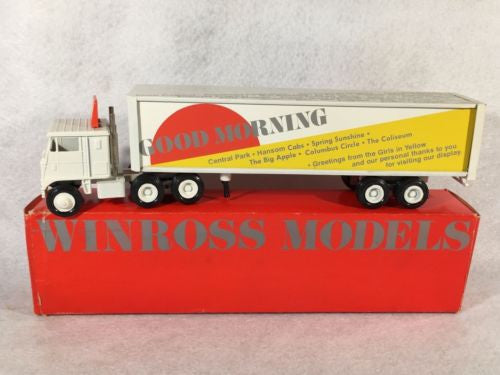 GOOD MORNING
Central Park • Hansom Cabs • Spring Sunshine •
The Big Apple • Columbus Circle • The Coliseum
• Greetings from the Girls in Yellow
and our personal thanks to you
for visiting our display.
WINROSS MODELS